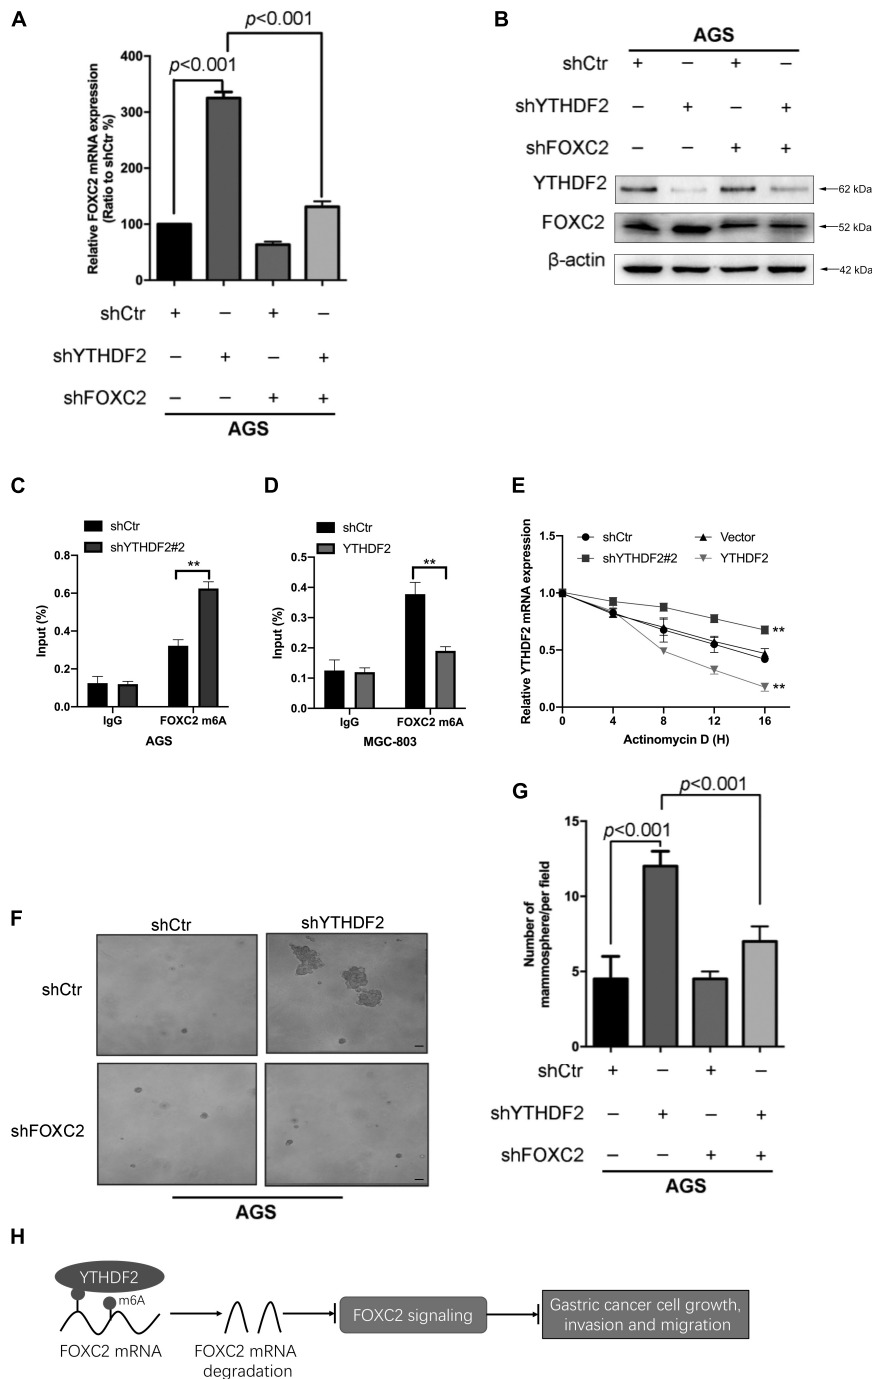 A
p<0.001
p<0.001
Relative FOXC2 mRNA expression
(Ratio to shCtr %)
400
300
200
100
0
shCtr + − + −
shYTHDF2 − + − +
shFOXC2 − − + +
AGS
B
AGS
shCtr + − + −
shYTHDF2 − + − +
shFOXC2 − − + +
YTHDF2 62 kDa
FOXC2 52 kDa
β-actin 42 kDa
C
shCtr
shYTHDF2#2
**
Input (%)
0.8
0.6
0.4
0.2
0.0
IgG FOXC2 m6A
AGS
D
shCtr
YTHDF2
**
Input (%)
0.5
0.4
0.3
0.2
0.1
0.0
IgG FOXC2 m6A
MGC-803
E
shCtr Vector
shYTHDF2#2 YTHDF2
Relative YTHDF2 mRNA expression
1.5
1.0
0.5
0.0
**
**
0 4 8 12 16
Actinomycin D (H)
F
shCtr shYTHDF2
shCtr
shFOXC2
AGS
G
p<0.001
p<0.001
Number of
mammosphere/per field
15
10
5
0
shCtr + − + −
shYTHDF2 − + − +
shFOXC2 − − + +
AGS
H
YTHDF2
m6A
FOXC2 mRNA
FOXC2 mRNA
degradation
FOXC2 signaling
Gastric cancer cell growth,
invasion and migration